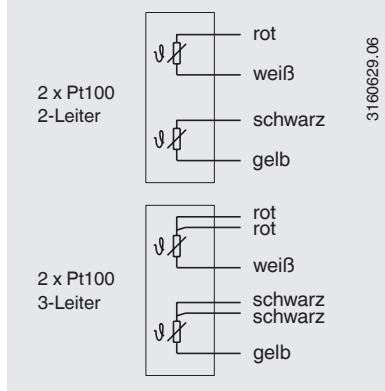 rot
weiß
2 x Pt100
2-Leiter
schwarz
gelb
3160629.06
rot
rot
weiß
2 x Pt100
3-Leiter
schwarz
schwarz
gelb
ϑ
ϑ
ϑ
ϑ